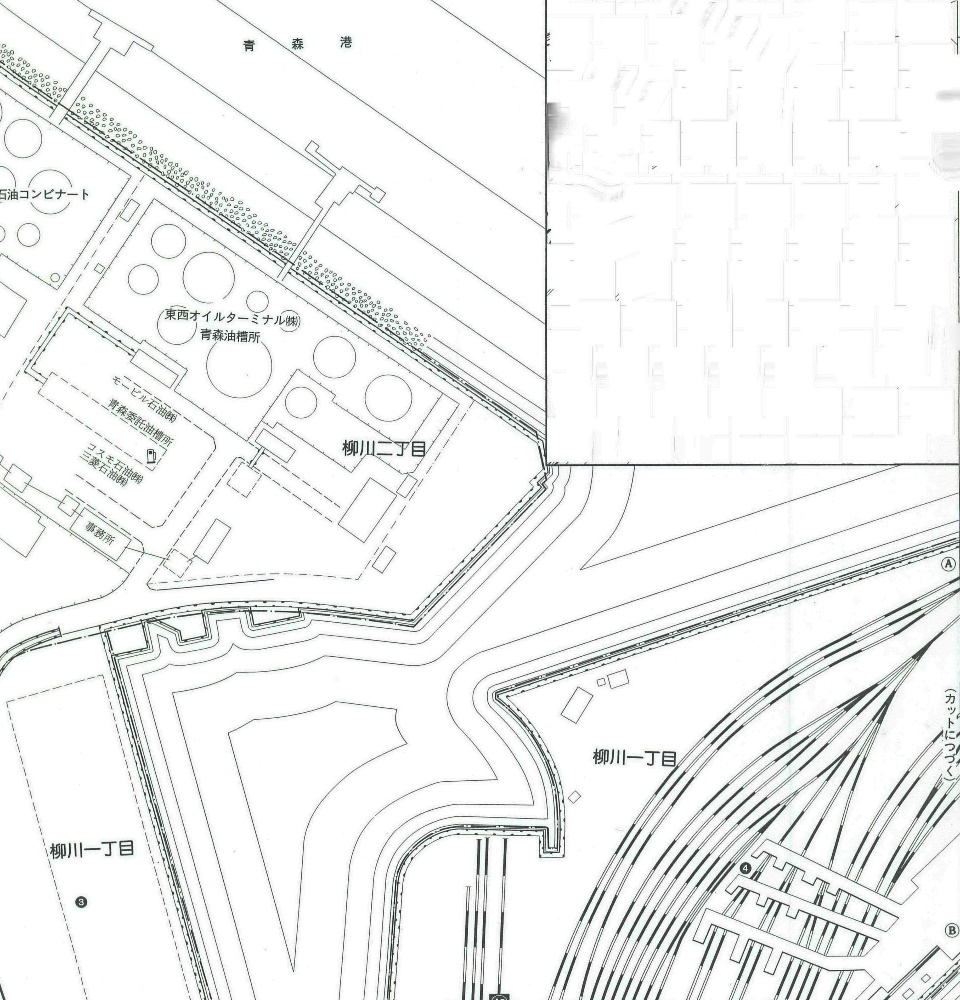 青森港
石油コンビナート
東西オイルターミナル㈱
青森油槽所
モービル石油㈱
青森委託油槽所
コスモ石油㈱
三菱石油㈱
柳川二丁目
事務所
A
(カットにつづく)
柳川一丁目
柳川一丁目
3
4
B